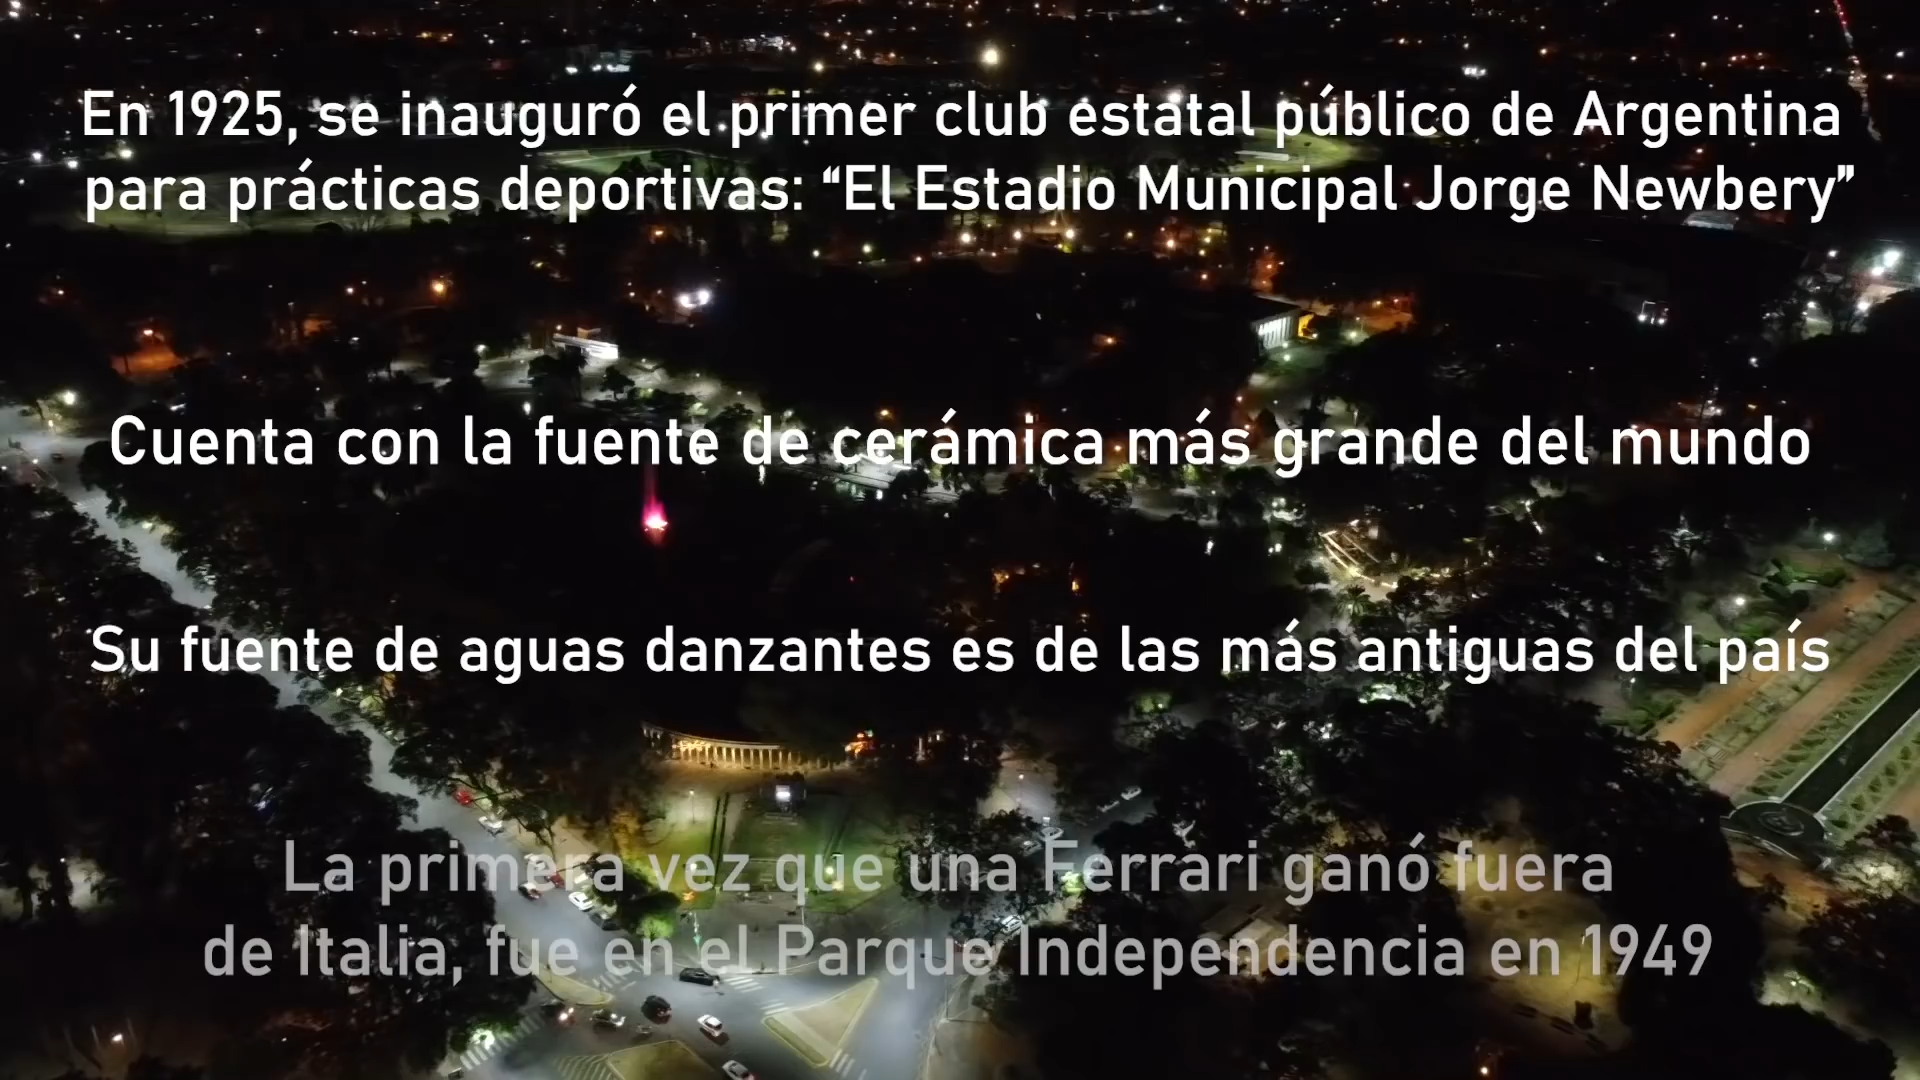 En 1925, se inauguró el primer club estatal público de Argentina
para prácticas deportivas: “El Estadio Municipal Jorge Newbery”
Cuenta con la fuente de cerámica más grande del mundo
Su fuente de aguas danzantes es de las más antiguas del país
La primera vez que una Ferrari ganó fuera
de Italia, fue en el Parque Independencia en 1949